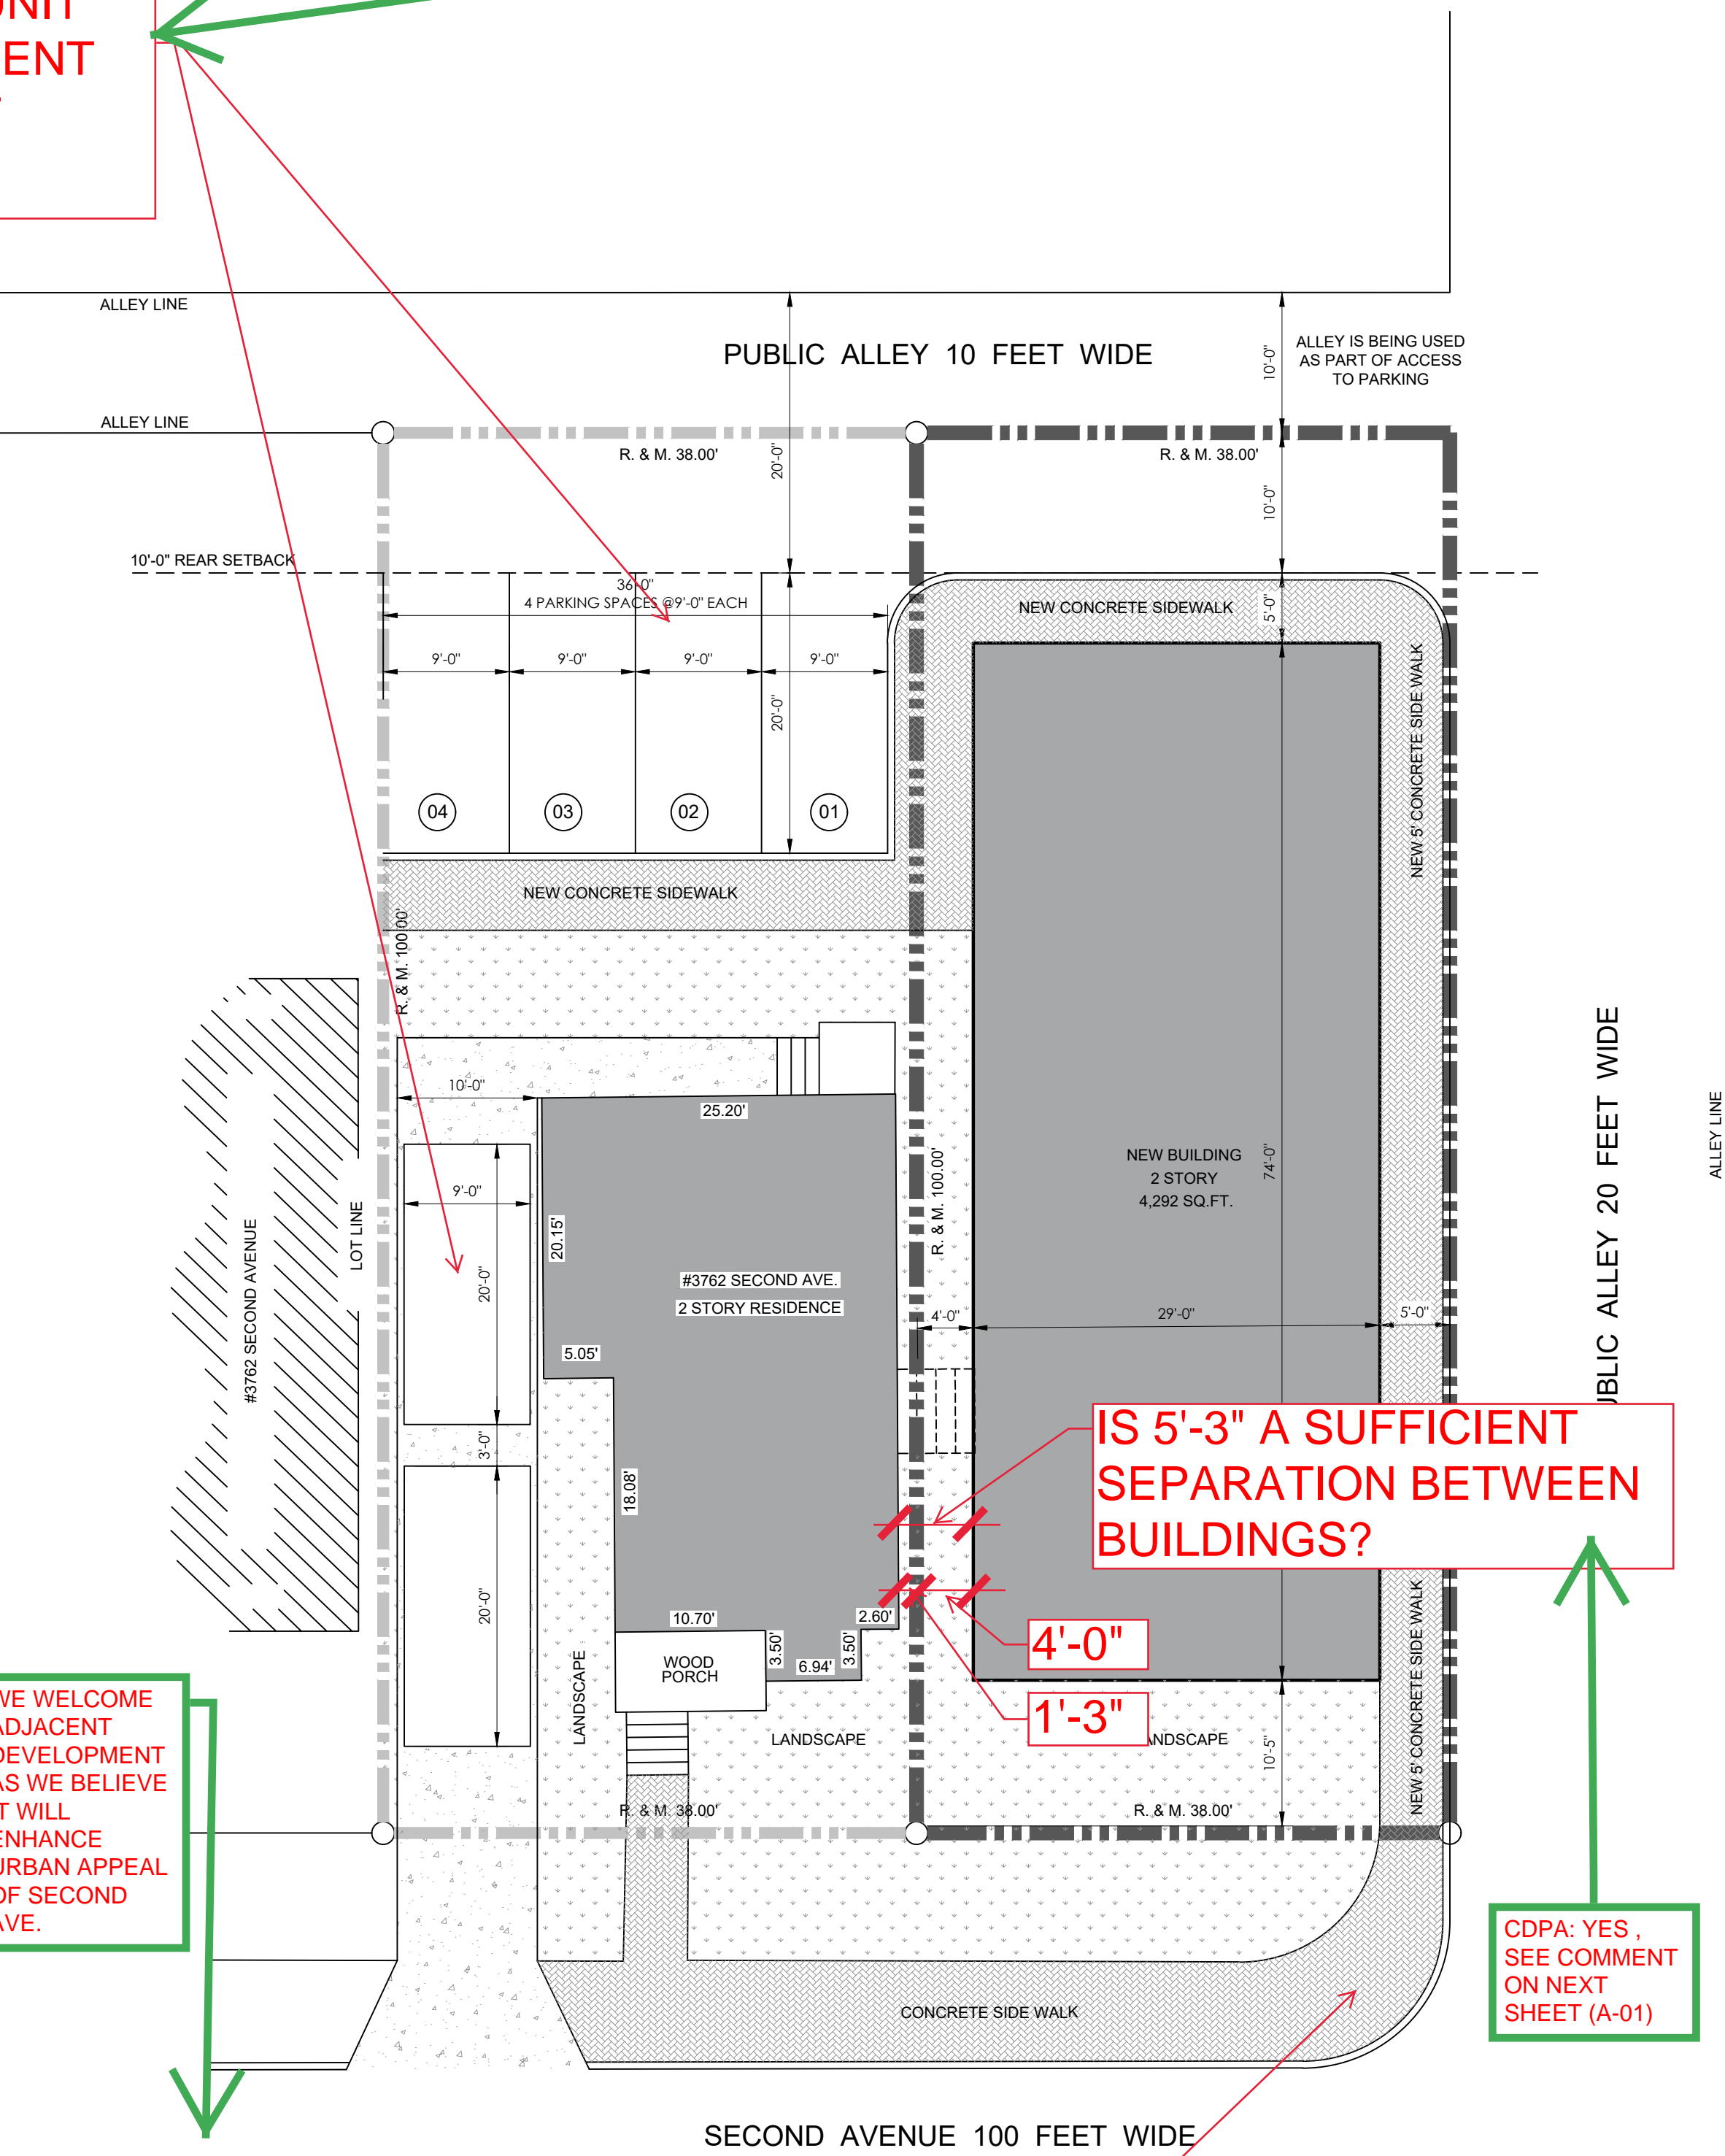 UNIT
ENT
ALLEY LINE
PUBLIC ALLEY 10 FEET WIDE
10'-0"
ALLEY IS BEING USED
AS PART OF ACCESS
TO PARKING
ALLEY LINE
R. & M. 38.00'
20'-0"
R. & M. 38.00'
10'-0"
10'-0" REAR SETBACK
36'-0"
4 PARKING SPACES @9'-0" EACH
NEW CONCRETE SIDEWALK
5'-0"
9'-0"
9'-0"
9'-0"
9'-0"
20'-0"
NEW 5' CONCRETE SIDE WALK
04
03
02
01
NEW CONCRETE SIDEWALK
R. & M. 100.00'
10'-0"
25.20'
PUBLIC ALLEY 20 FEET WIDE
ALLEY LINE
NEW BUILDING
2 STORY
4,292 SQ.FT.
74'-0"
9'-0"
R. & M. 100.00'
20.15'
LOT LINE
#3762 SECOND AVENUE
20'-0"
#3762 SECOND AVE.
2 STORY RESIDENCE
4'-0"
29'-0"
5'-0"
5.05'
3'-0"
18.08'
IS 5'-3" A SUFFICIENT
SEPARATION BETWEEN
BUILDINGS?
20'-0"
10.70'
2.60'
3.50'
3.50'
6.94'
WOOD
PORCH
4'-0"
1'-3"
NEW 5' CONCRETE SIDE WALK
LANDSCAPE
LANDSCAPE
NDSCAPE
10'-5"
R. & M. 38.00'
R. & M. 38.00'
WE WELCOME
ADJACENT
DEVELOPMENT
AS WE BELIEVE
IT WILL
ENHANCE
URBAN APPEAL
OF SECOND
AVE.
CDPA: YES ,
SEE COMMENT
ON NEXT
SHEET (A-01)
CONCRETE SIDE WALK
SECOND AVENUE 100 FEET WIDE